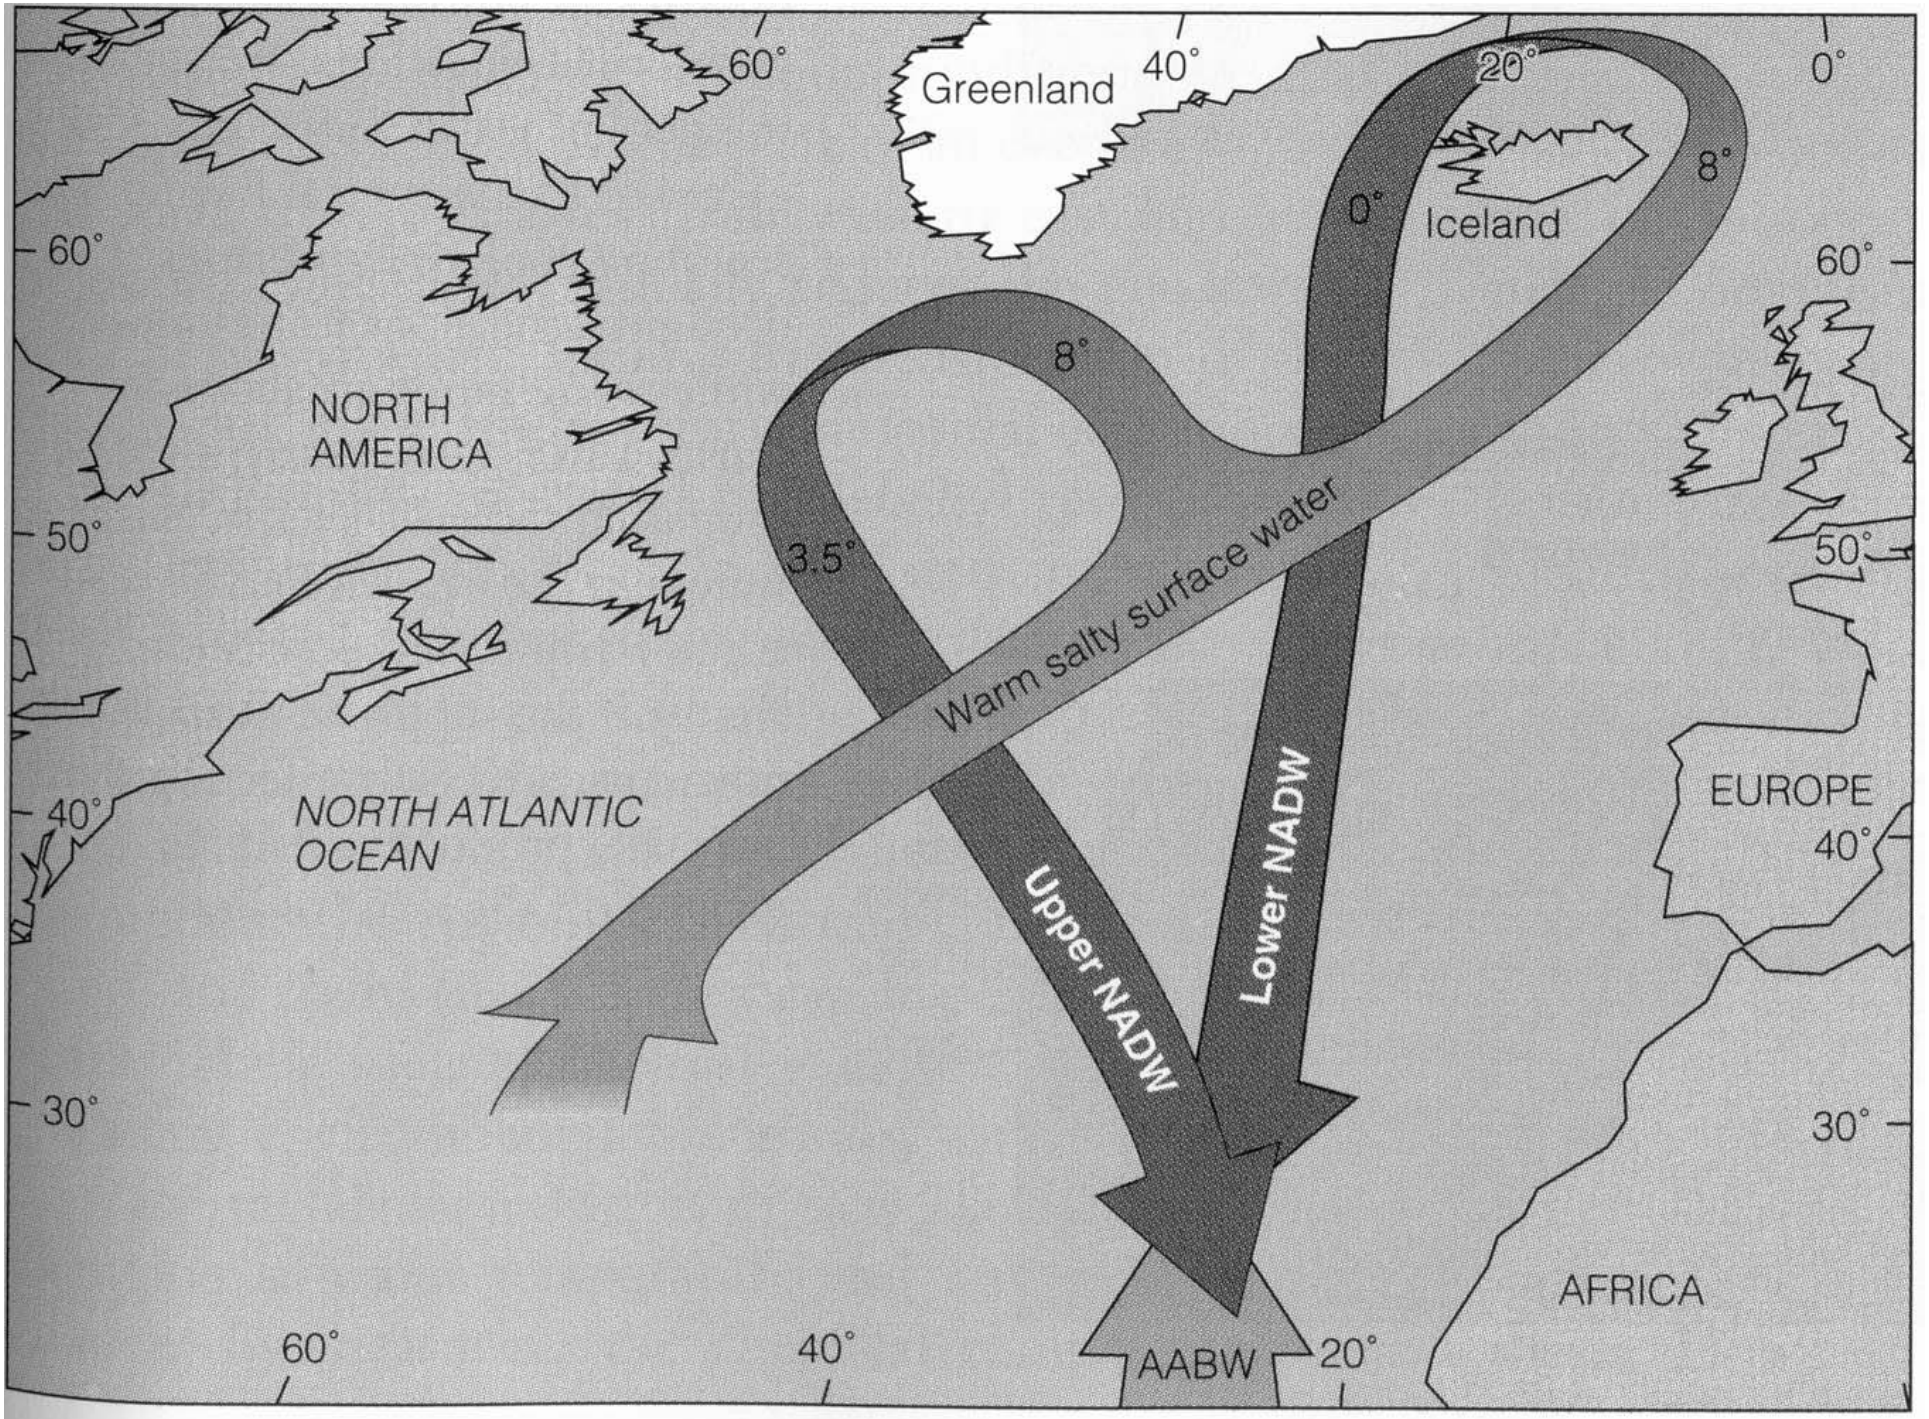 60°
40°
20°
0°
Greenland
8°
0°
Iceland
60°
60°
8°
NORTH
AMERICA
3.5°
50°
50°
Warm salty surface water
40°
NORTH ATLANTIC
OCEAN
EUROPE
40°
Upper NADW
Lower NADW
30°
30°
AFRICA
60°
40°
AABW
20°